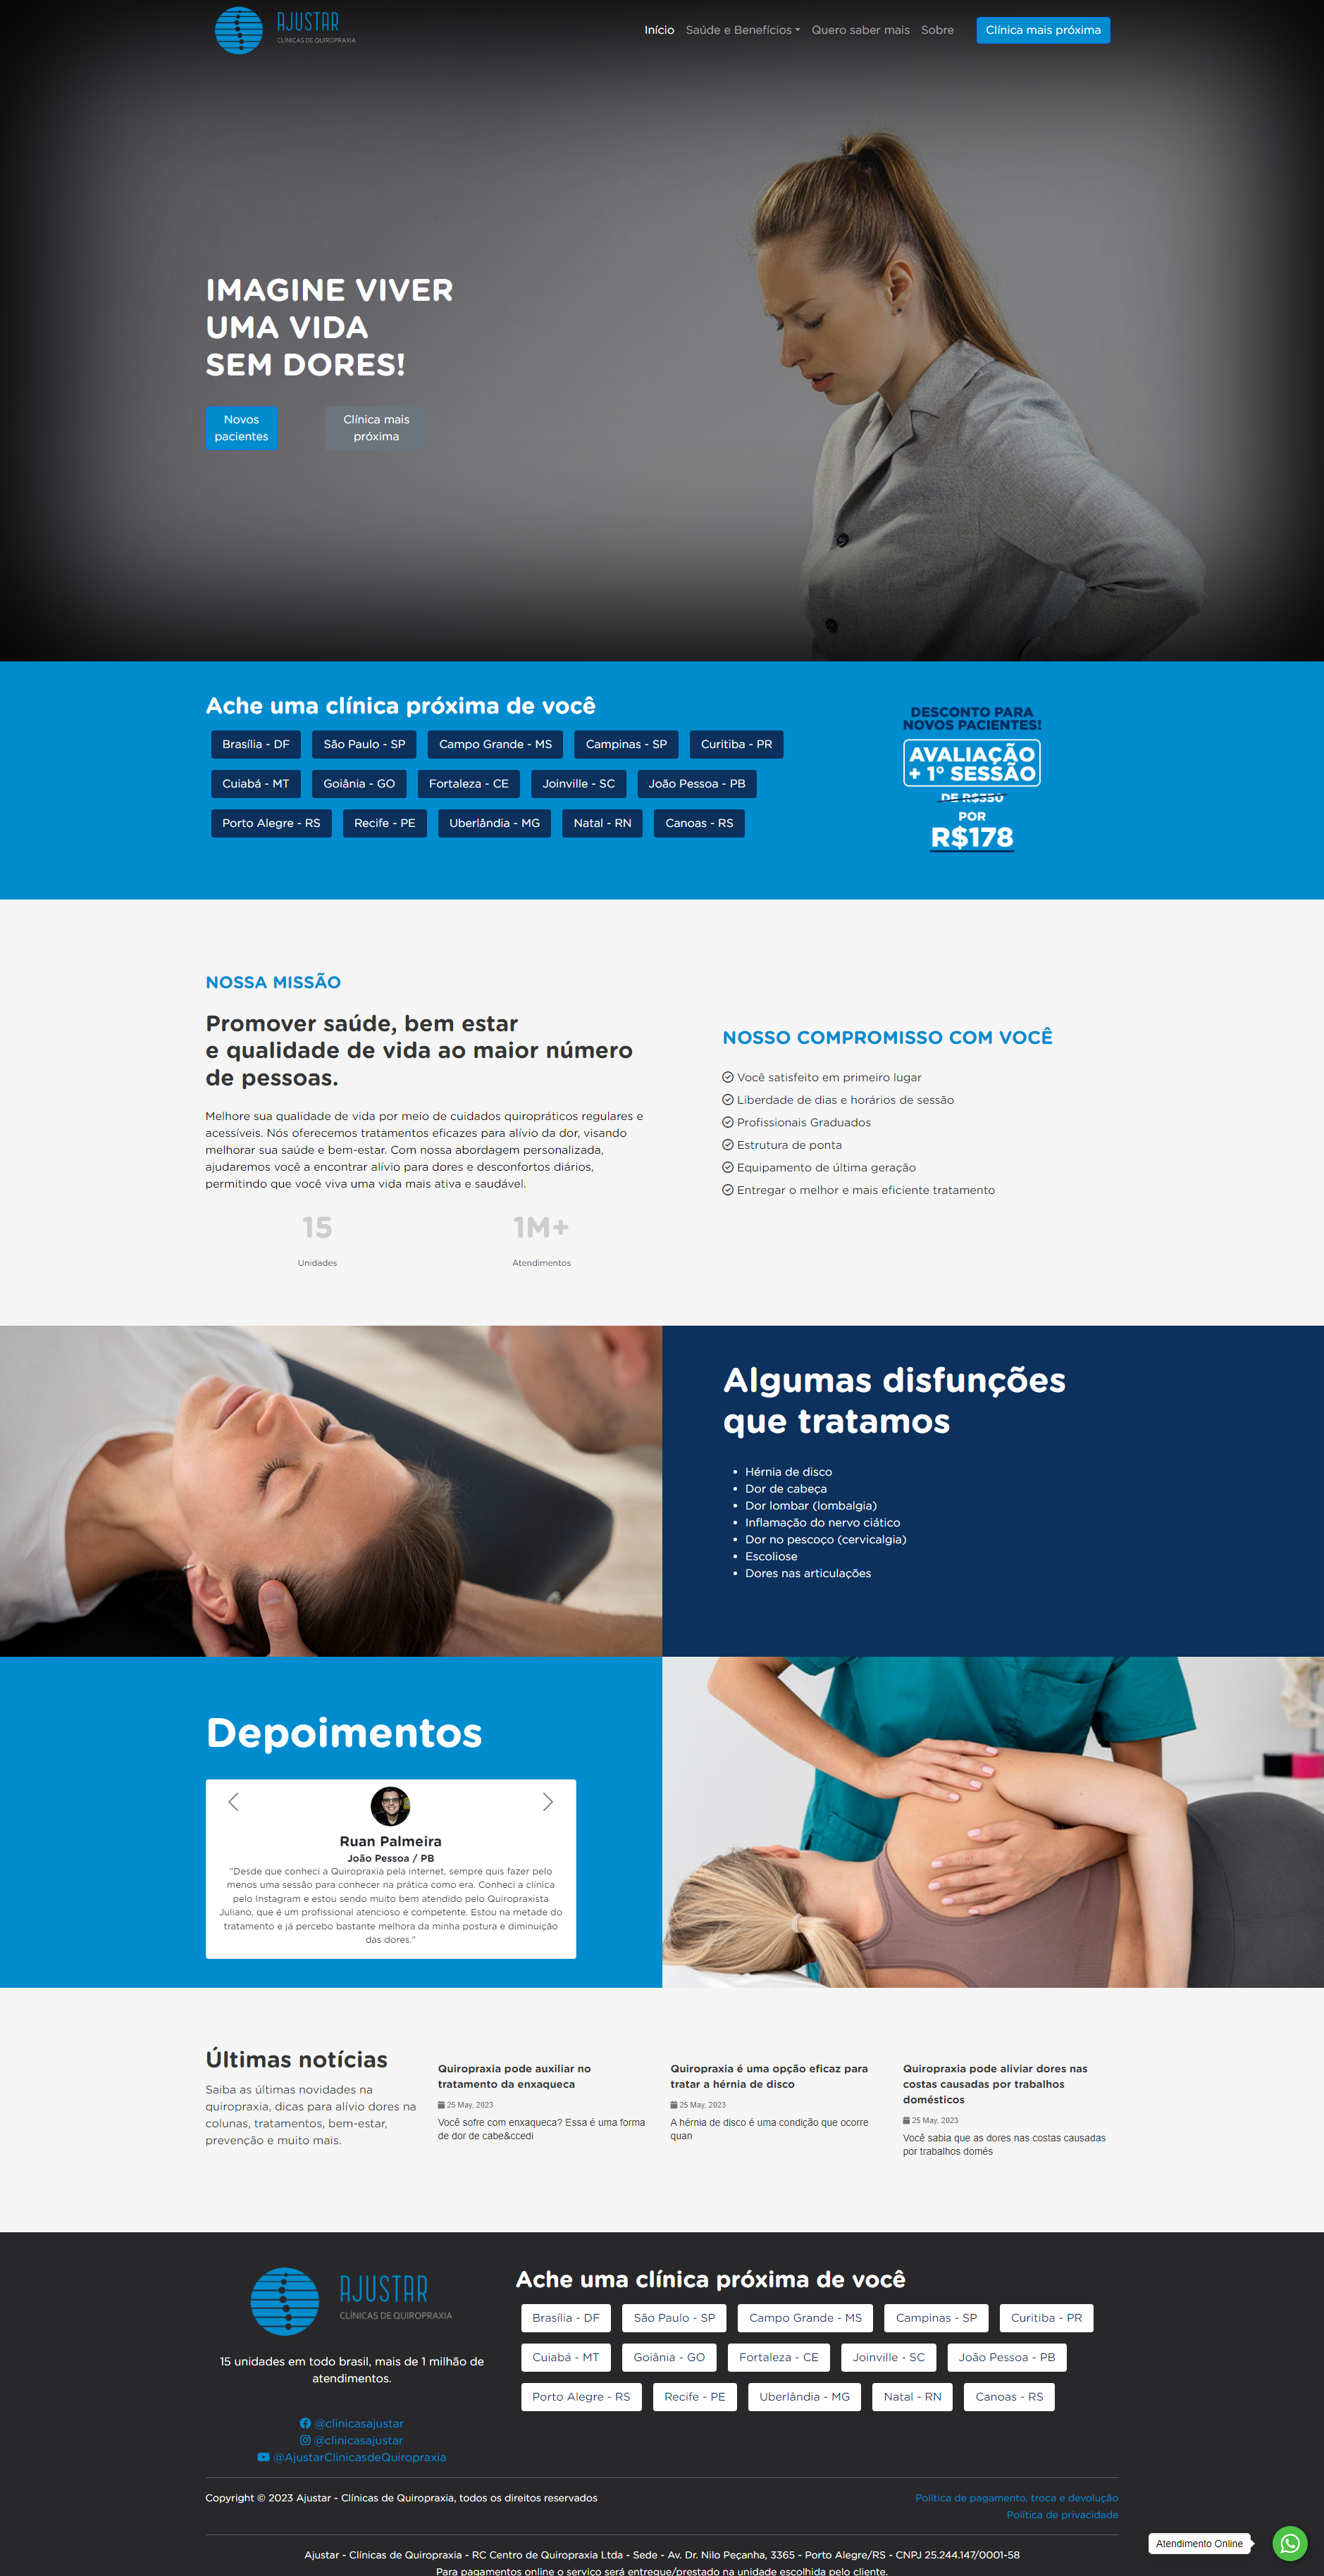 AJUSTAR
CLÍNICAS DE QUIROPRAXIA
Início Saúde e Benefícios Quero saber mais Sobre Clínica mais próxima
IMAGINE VIVER
UMA VIDA
SEM DORES!
Novos
pacientes
Clínica mais
próxima
Ache uma clínica próxima de você
Brasília - DF São Paulo - SP Campo Grande - MS Campinas - SP Curitiba - PR
Cuiabá - MT Goiânia - GO Fortaleza - CE Joinville - SC João Pessoa - PB
Porto Alegre - RS Recife - PE Uberlândia - MG Natal - RN Canoas - RS
DESCONTO PARA
NOVOS PACIENTES!
AVALIAÇÃO
+ 1° SESSÃO
DE R$350
POR
R$178
NOSSA MISSÃO
Promover saúde, bem estar
e qualidade de vida ao maior número
de pessoas.
Melhore sua qualidade de vida por meio de cuidados quiropráticos regulares e
acessíveis. Nós oferecemos tratamentos eficazes para alívio da dor, visando
melhorar sua saúde e bem-estar. Com nossa abordagem personalizada,
ajudaremos você a encontrar alívio para dores e desconfortos diários,
permitindo que você viva uma vida mais ativa e saudável.
15
Unidades
1M+
Atendimentos
NOSSO COMPROMISSO COM VOCÊ
Você satisfeito em primeiro lugar
Liberdade de dias e horários de sessão
Profissionais Graduados
Estrutura de ponta
Equipamento de última geração
Entregar o melhor e mais eficiente tratamento
Algumas disfunções
que tratamos
• Hérnia de disco
• Dor de cabeça
• Dor lombar (lombalgia)
• Inflamação do nervo ciático
• Dor no pescoço (cervicalgia)
• Escoliose
• Dores nas articulações
Depoimentos
Ruan Palmeira
João Pessoa / PB
"Desde que conheci a Quiropraxia pela internet, sempre quis fazer pelo
menos uma sessão para conhecer na prática como era. Conheci a clínica
pelo Instagram e estou sendo muito bem atendido pelo Quiropraxista
Juliano, que é um profissional atencioso e competente. Estou na metade do
tratamento e já percebo bastante melhora da minha postura e diminuição
das dores."
Últimas notícias
Saiba as últimas novidades na
quiropraxia, dicas para alívio dores na
colunas, tratamentos, bem-estar,
prevenção e muito mais.
Quiropraxia pode auxiliar no
tratamento da enxaqueca
25 May, 2023
Você sofre com enxaqueca? Essa é uma forma
de dor de cabe&ccedi
Quiropraxia é uma opção eficaz para
tratar a hérnia de disco
25 May, 2023
A hérnia de disco é uma condição que ocorre
quan
Quiropraxia pode aliviar dores nas
costas causadas por trabalhos
domésticos
25 May, 2023
Você sabia que as dores nas costas causadas
por trabalhos domés
AJUSTAR
CLÍNICAS DE QUIROPRAXIA
15 unidades em todo brasil, mais de 1 milhão de
atendimentos.
@clinicasajustar
@clinicasajustar
@AjustarClinicasdeQuiropraxia
Ache uma clínica próxima de você
Brasília - DF São Paulo - SP Campo Grande - MS Campinas - SP Curitiba - PR
Cuiabá - MT Goiânia - GO Fortaleza - CE Joinville - SC João Pessoa - PB
Porto Alegre - RS Recife - PE Uberlândia - MG Natal - RN Canoas - RS
Copyright © 2023 Ajustar - Clínicas de Quiropraxia, todos os direitos reservados
Política de pagamento, troca e devolução
Política de privacidade
Atendimento Online
Ajustar - Clínicas de Quiropraxia - RC Centro de Quiropraxia Ltda - Sede - Av. Dr. Nilo Peçanha, 3365 - Porto Alegre/RS - CNPJ 25.244.147/0001-58
Para pagamentos online o serviço será entregue/prestado na unidade escolhida pelo cliente.